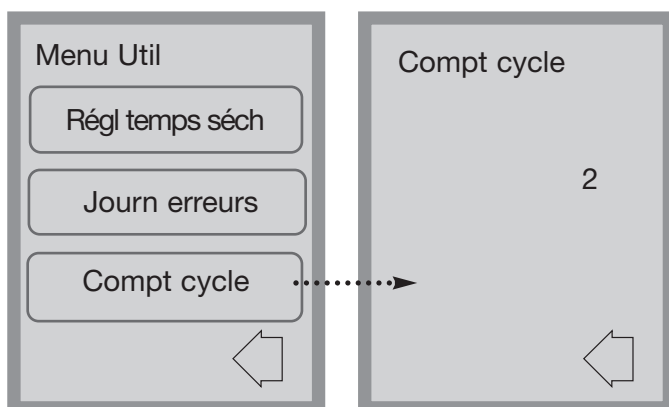 Menu Util
Régl temps séch
Journ erreurs
Compt cycle
Compt cycle
2